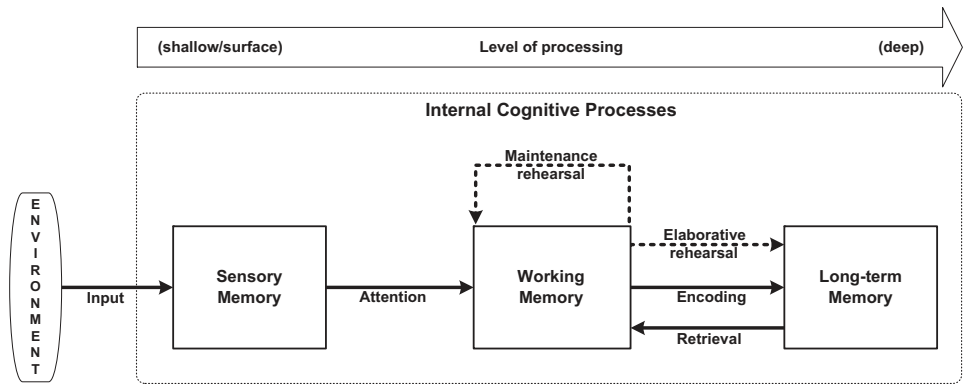 (shallow/surface) Level of processing (deep)
Internal Cognitive Processes
Maintenance
rehearsal
ENVIRONMENT
Input
Sensory
Memory
Attention
Working
Memory
Elaborative
rehearsal
Encoding
Retrieval
Long-term
Memory